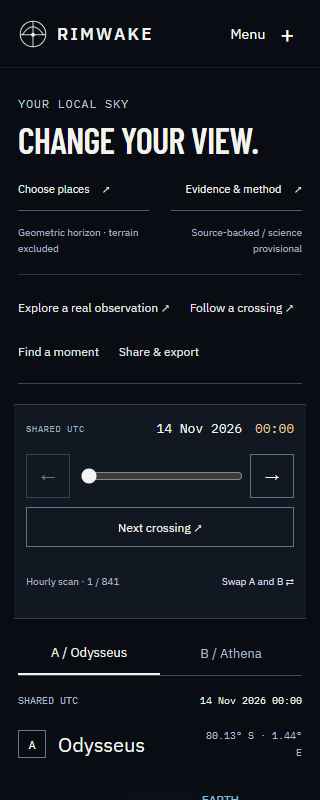 RIMWAKE
Menu +
YOUR LOCAL SKY
CHANGE YOUR VIEW.
Choose places ↗
Evidence & method ↗
Geometric horizon · terrain
excluded
Source-backed / science
provisional
Explore a real observation ↗ Follow a crossing ↗
Find a moment Share & export
SHARED UTC 14 Nov 2026 00:00
← →
Next crossing ↗
Hourly scan · 1 / 841 Swap A and B ⇄
A / Odysseus B / Athena
SHARED UTC 14 Nov 2026 00:00
A Odysseus
80.13° S · 1.44°
E
EARTH